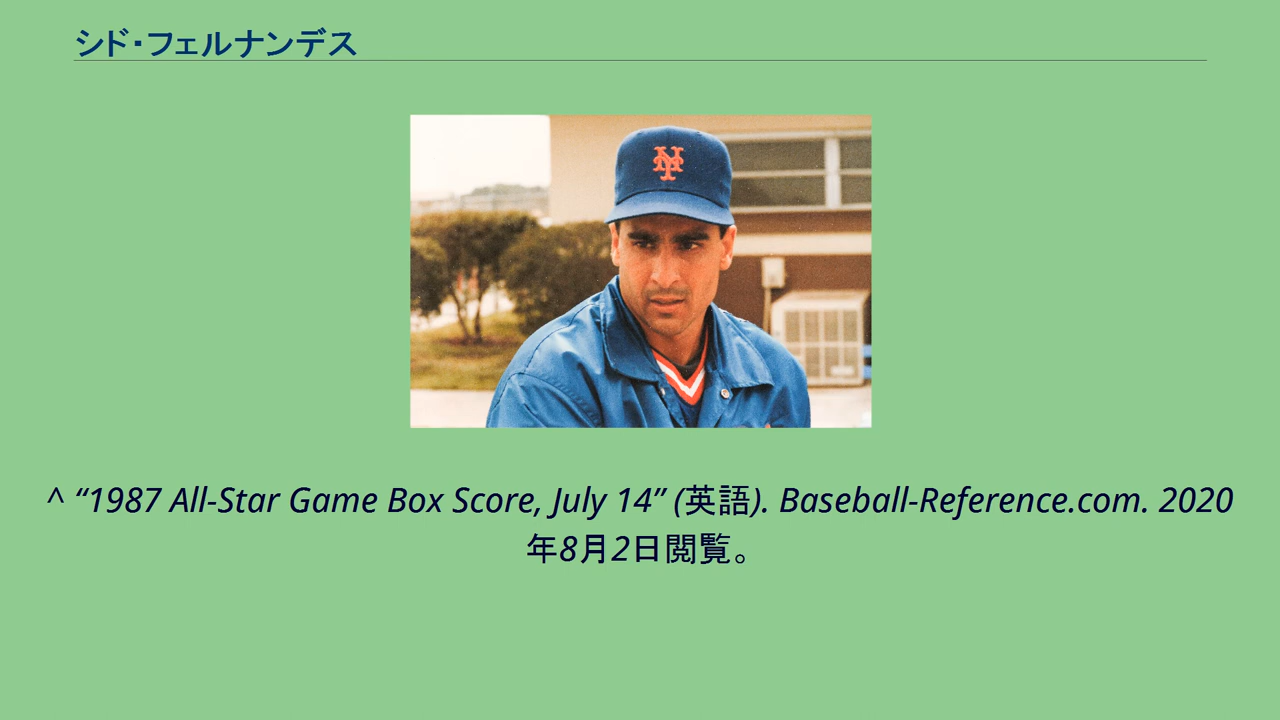 シド・フェルナンデス
NY
^ “1987 All-Star Game Box Score, July 14” (英語). Baseball-Reference.com. 2020
年8月2日閲覧。